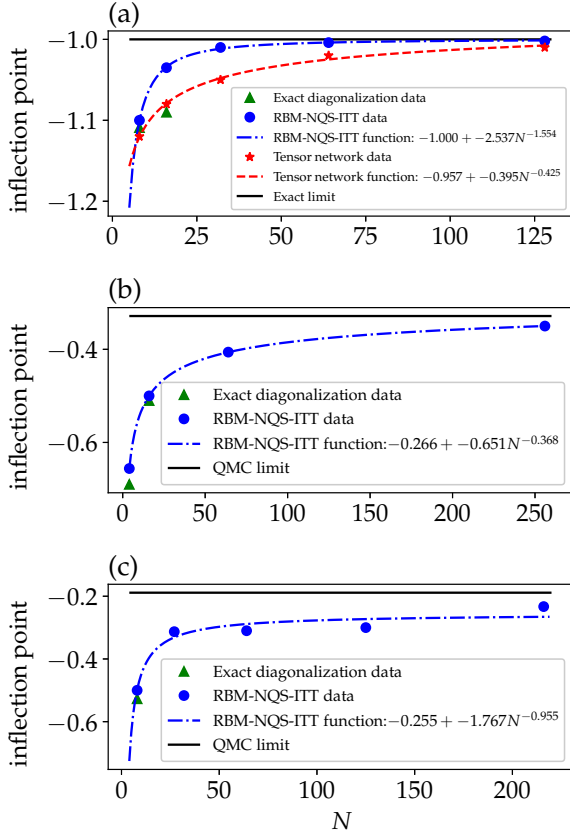 (a)
inflection point
−1.0
−1.1
−1.2
Exact diagonalization data
RBM-NQS-ITT data
RBM-NQS-ITT function: −1.000 + −2.537N^−1.554
Tensor network data
Tensor network function: −0.957 + −0.395N^−0.425
Exact limit
0 25 50 75 100 125
(b)
inflection point
−0.4
−0.6
Exact diagonalization data
RBM-NQS-ITT data
RBM-NQS-ITT function:−0.266 + −0.651N^−0.368
QMC limit
0 50 100 150 200 250
(c)
inflection point
−0.2
−0.4
−0.6
Exact diagonalization data
RBM-NQS-ITT data
RBM-NQS-ITT function:−0.255 + −1.767N^−0.955
QMC limit
0 50 100 150 200
N